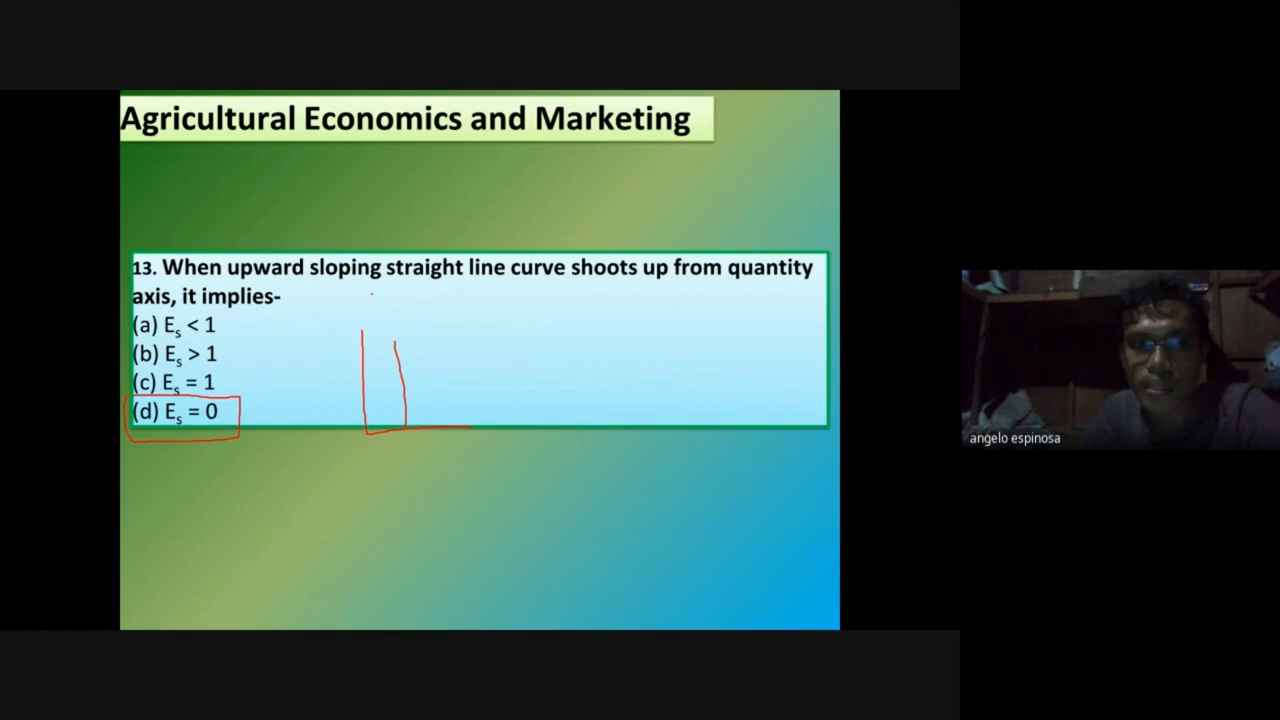 Agricultural Economics and Marketing
13. When upward sloping straight line curve shoots up from quantity
axis, it implies-
(a) Es < 1
(b) Es > 1
(c) Es = 1
(d) Es = 0
angelo espinosa